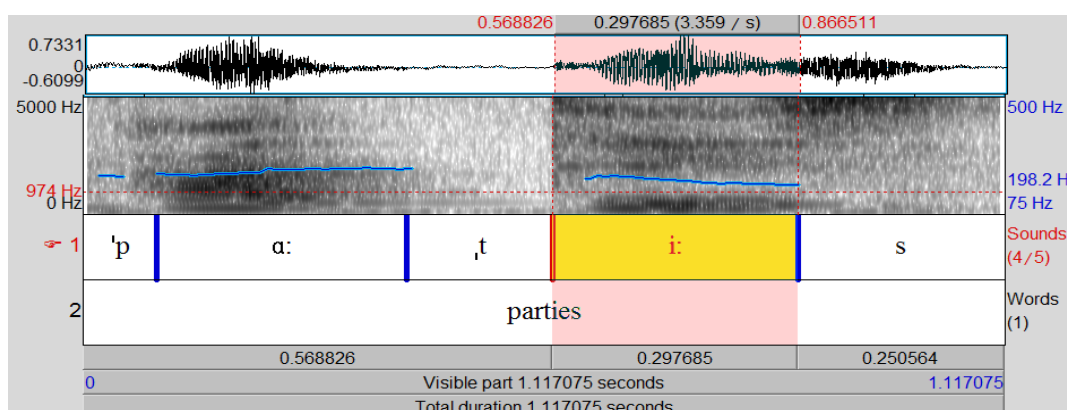 0.568826 0.297685 (3.359 / s) 0.866511
0.7331
0
-0.6099
5000 Hz 500 Hz
974 Hz 198.2 H
0 Hz 75 Hz
☞ 1 ˈp ɑː ˌt iː s Sounds
(4/5)
2 parties Words
(1)
0.568826 0.297685 0.250564
0 Visible part 1.117075 seconds 1.117075
Total duration 1.117075 seconds